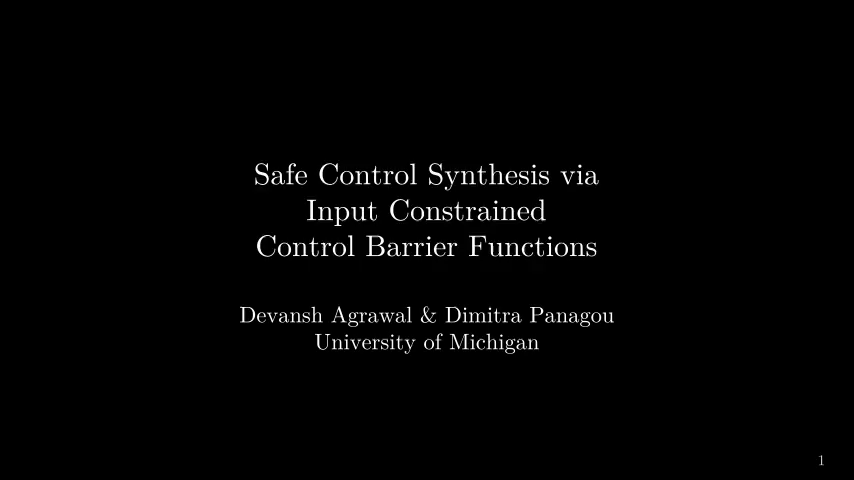 Safe Control Synthesis via
Input Constrained
Control Barrier Functions
Devansh Agrawal & Dimitra Panagou
University of Michigan
1